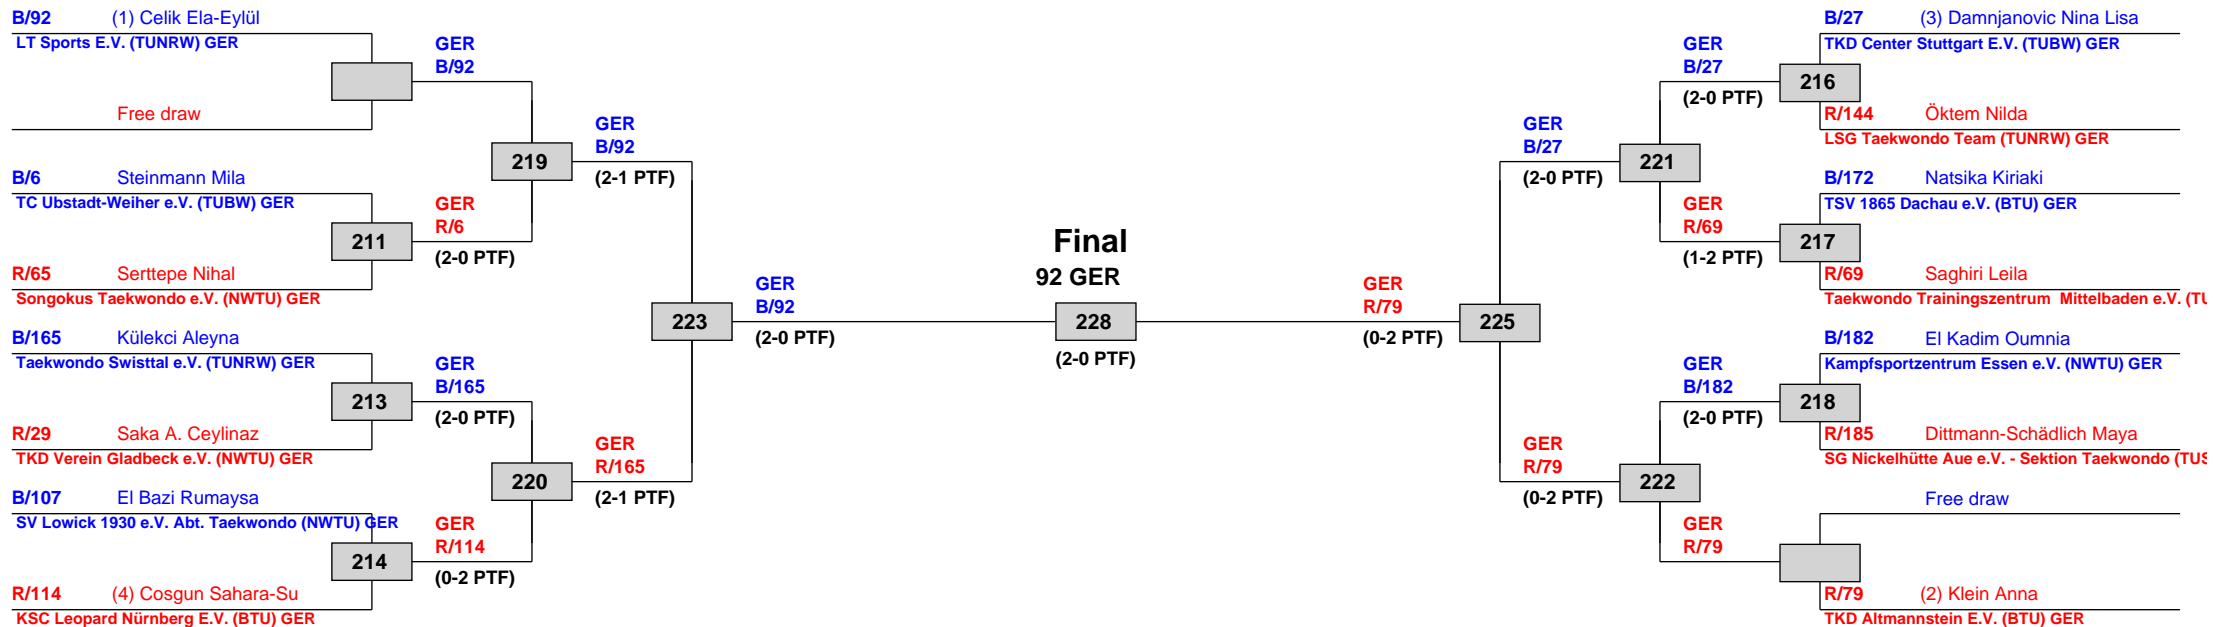 B/92 (1) Celik Ela-Eylül
LT Sports E.V. (TUNRW) GER
Free draw
B/6 Steinmann Mila
TC Ubstadt-Weiher e.V. (TUBW) GER
R/65 Serttepe Nihal
Songokus Taekwondo e.V. (NWTU) GER
B/165 Külekci Aleyna
Taekwondo Swisttal e.V. (TUNRW) GER
R/29 Saka A. Ceylinaz
TKD Verein Gladbeck e.V. (NWTU) GER
B/107 El Bazi Rumaysa
SV Lowick 1930 e.V. Abt. Taekwondo (NWTU) GER
R/114 (4) Cosgun Sahara-Su
KSC Leopard Nürnberg E.V. (BTU) GER
211
213
214
GER
B/92
GER
R/6
(2-0 PTF)
GER
B/165
(2-0 PTF)
GER
R/114
(0-2 PTF)
219
220
GER
B/92
(2-1 PTF)
GER
R/165
(2-1 PTF)
223
GER
B/92
(2-0 PTF)
Final
92 GER
228
(2-0 PTF)
GER
R/79
(0-2 PTF)
225
GER
B/27
(2-0 PTF)
GER
R/79
(0-2 PTF)
221
222
GER
B/27
(2-0 PTF)
GER
R/69
(1-2 PTF)
GER
B/182
(2-0 PTF)
GER
R/79
216
217
218
B/27 (3) Damnjanovic Nina Lisa
TKD Center Stuttgart E.V. (TUBW) GER
R/144 Öktem Nilda
LSG Taekwondo Team (TUNRW) GER
B/172 Natsika Kiriaki
TSV 1865 Dachau e.V. (BTU) GER
R/69 Saghiri Leila
Taekwondo Trainingszentrum Mittelbaden e.V. (TU
B/182 El Kadim Oumnia
Kampfsportzentrum Essen e.V. (NWTU) GER
R/185 Dittmann-Schädlich Maya
SG Nickelhütte Aue e.V. - Sektion Taekwondo (TUS
Free draw
R/79 (2) Klein Anna
TKD Altmannstein E.V. (BTU) GER